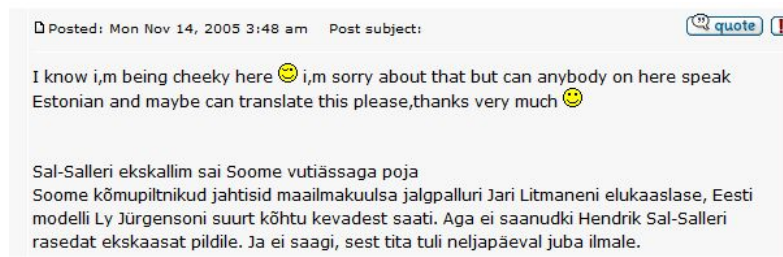 Posted: Mon Nov 14, 2005 3:48 am Post subject: quote
I know i,m being cheeky here i,m sorry about that but can anybody on here speak
Estonian and maybe can translate this please,thanks very much
Sal-Salleri ekskallim sai Soome vutiässaga poja
Soome kõmupiltnikud jahtisid maailmakuulsa jalgpalluri Jari Litmaneni elukaaslase, Eesti
modelli Ly Jürgensoni suurt kõhtu kevadest saati. Aga ei saanudki Hendrik Sal-Salleri
rasedat ekskaasat pildile. Ja ei saagi, sest tita tuli neljapäeval juba ilmale.